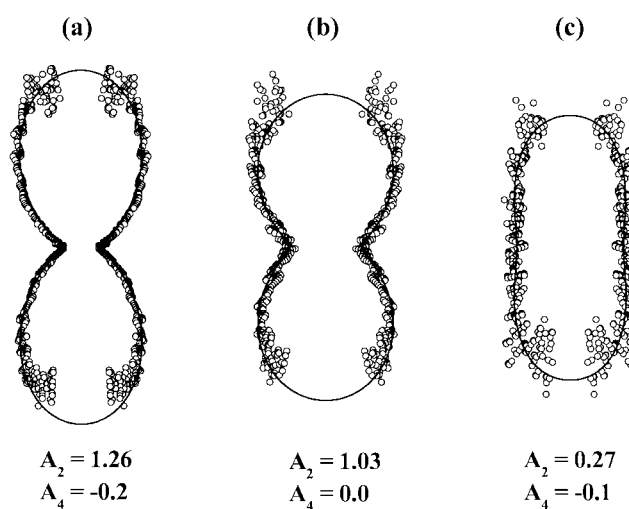 (a) (b) (c)
A₂ = 1.26 A₂ = 1.03 A₂ = 0.27
A₄ = -0.2 A₄ = 0.0 A₄ = -0.1